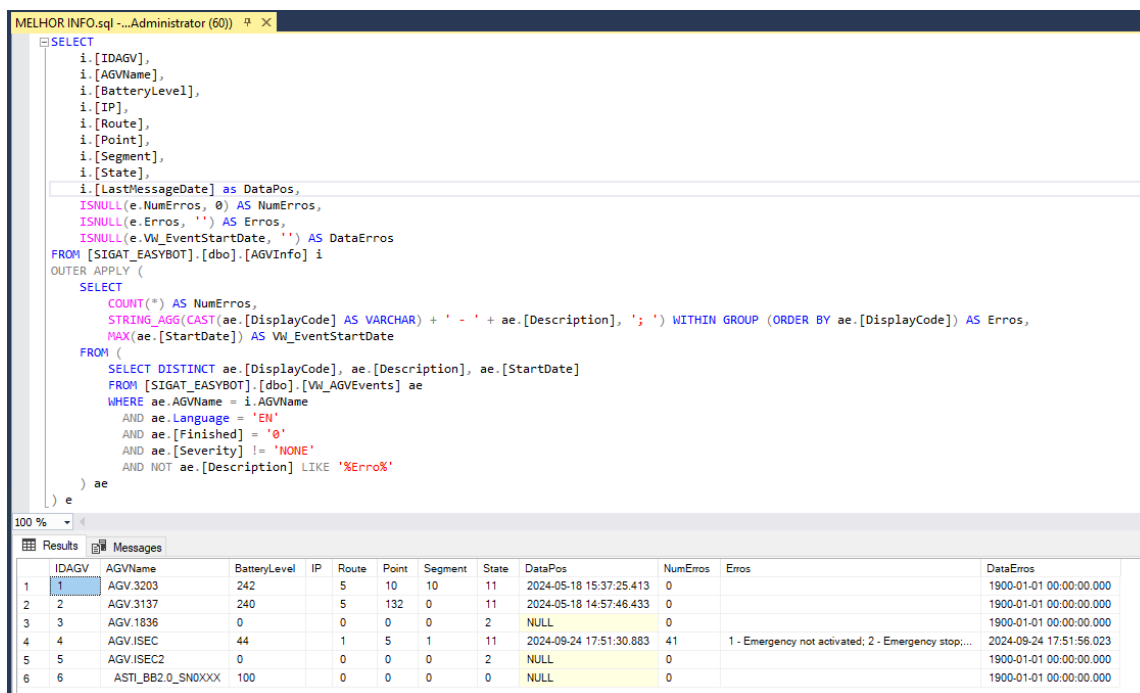 MELHOR INFO.sql -...Administrator (60))
SELECT
i.[IDAGV],
i.[AGVName],
i.[BatteryLevel],
i.[IP],
i.[Route],
i.[Point],
i.[Segment],
i.[State],
i.[LastMessageDate] as DataPos,
ISNULL(e.NumErros, 0) AS NumErros,
ISNULL(e.Erros, '') AS Erros,
ISNULL(e.VW_EventStartDate, '') AS DataErros
FROM [SIGAT_EASYBOT].[dbo].[AGVInfo] i
OUTER APPLY (
SELECT
COUNT(*) AS NumErros,
STRING_AGG(CAST(ae.[DisplayCode] AS VARCHAR) + ' - ' + ae.[Description], '; ') WITHIN GROUP (ORDER BY ae.[DisplayCode]) AS Erros,
MAX(ae.[StartDate]) AS VW_EventStartDate
FROM (
SELECT DISTINCT ae.[DisplayCode], ae.[Description], ae.[StartDate]
FROM [SIGAT_EASYBOT].[dbo].[VW_AGVEvents] ae
WHERE ae.AGVName = i.AGVName
AND ae.Language = 'EN'
AND ae.[Finished] = '0'
AND ae.[Severity] != 'NONE'
AND NOT ae.[Description] LIKE '%Erro%'
) ae
) e
100 %
Results Messages
IDAGV AGVName BatteryLevel IP Route Point Segment State DataPos NumErros Erros DataErros
1 1 AGV.3203 242 5 10 10 11 2024-05-18 15:37:25.413 0 1900-01-01 00:00:00.000
2 2 AGV.3137 240 5 132 0 11 2024-05-18 14:57:46.433 0 1900-01-01 00:00:00.000
3 3 AGV.1836 0 0 0 0 2 NULL 0 1900-01-01 00:00:00.000
4 4 AGV.ISEC 44 1 5 1 11 2024-09-24 17:51:30.883 41 1 - Emergency not activated; 2 - Emergency stop;... 2024-09-24 17:51:56.023
5 5 AGV.ISEC2 0 0 0 0 2 NULL 0 1900-01-01 00:00:00.000
6 6 ASTI_BB2.0_SN0XXX 100 0 0 0 0 NULL 0 1900-01-01 00:00:00.000